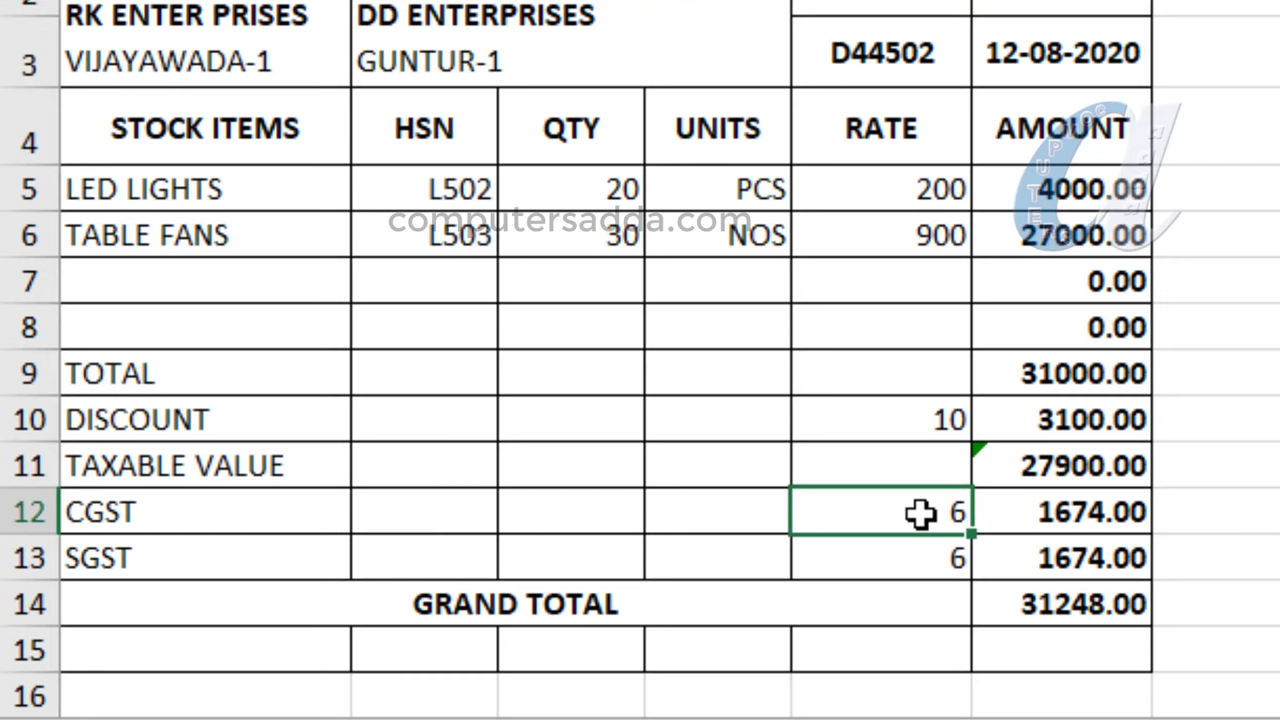 2
RK ENTER PRISES DD ENTERPRISES
3 VIJAYAWADA-1 GUNTUR-1 D44502 12-08-2020
4 STOCK ITEMS HSN QTY UNITS RATE AMOUNT
5 LED LIGHTS L502 20 PCS 200 4000.00
computersadda.com
6 TABLE FANS L503 30 NOS 900 27000.00
7 0.00
8 0.00
9 TOTAL 31000.00
10 DISCOUNT 10 3100.00
11 TAXABLE VALUE 27900.00
12 CGST 6 1674.00
13 SGST 6 1674.00
14 GRAND TOTAL 31248.00
15
16